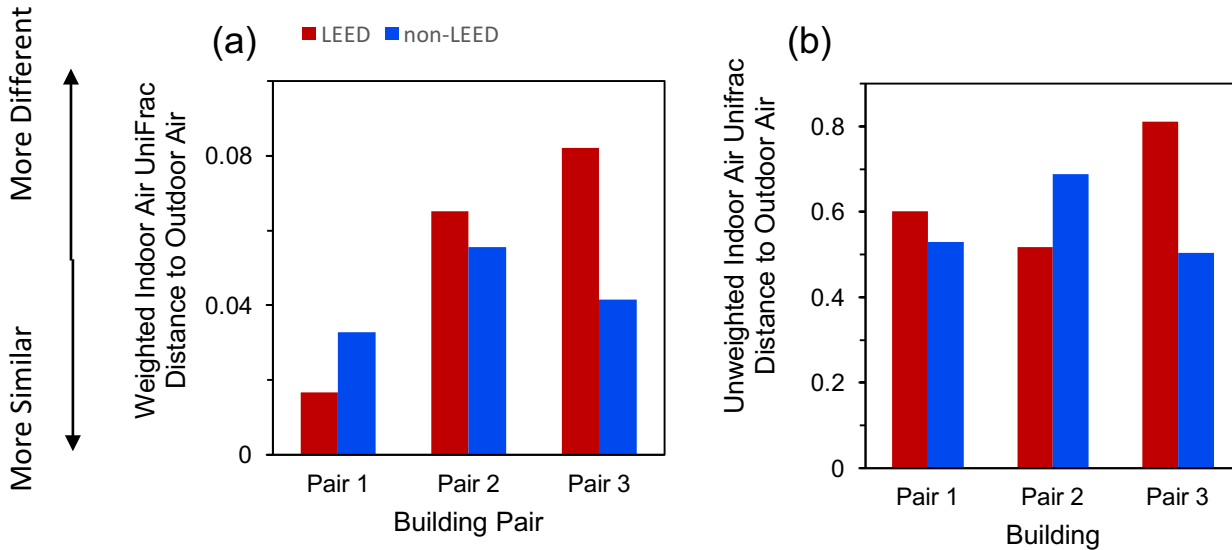 More Different
More Similar
(a)
LEED non-LEED
Weighted Indoor Air UniFrac
Distance to Outdoor Air
0.08
0.04
0
Pair 1 Pair 2 Pair 3
Building Pair
(b)
Unweighted Indoor Air Unifrac
Distance to Outdoor Air
0.8
0.6
0.4
0.2
0
Pair 1 Pair 2 Pair 3
Building